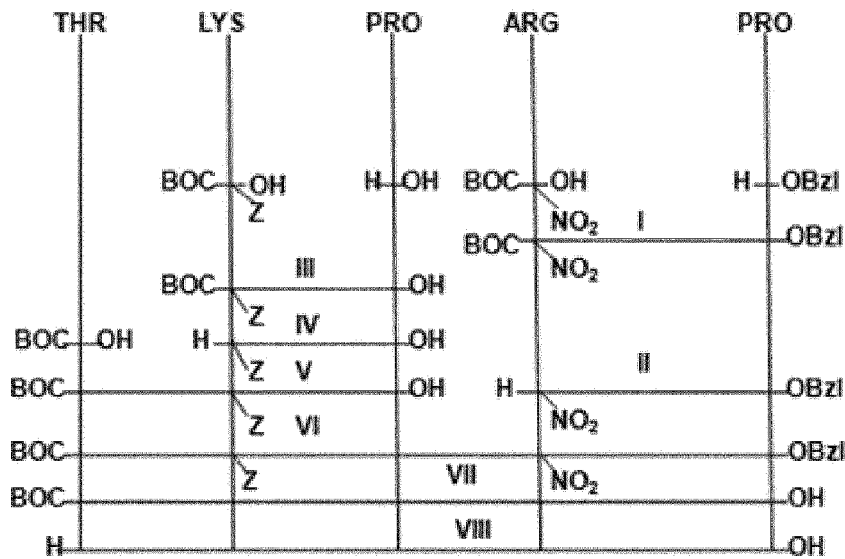 THR LYS PRO ARG PRO
BOC OH H OH BOC OH H OBzl
Z NO₂ I
BOC OBzl
III NO₂
BOC OH
Z IV
BOC OH H OH II
Z V
BOC OH H OBzl
Z VI NO₂
BOC OBzl
Z VII NO₂
BOC OH
VIII
H OH